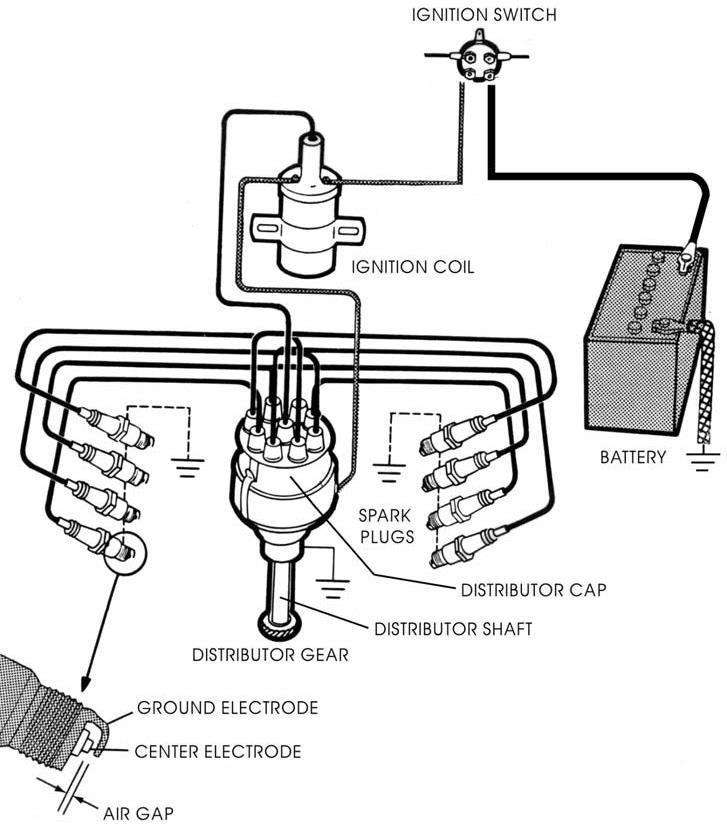 IGNITION SWITCH
IGNITION COIL
BATTERY
SPARK
PLUGS
DISTRIBUTOR CAP
DISTRIBUTOR SHAFT
DISTRIBUTOR GEAR
GROUND ELECTRODE
CENTER ELECTRODE
AIR GAP